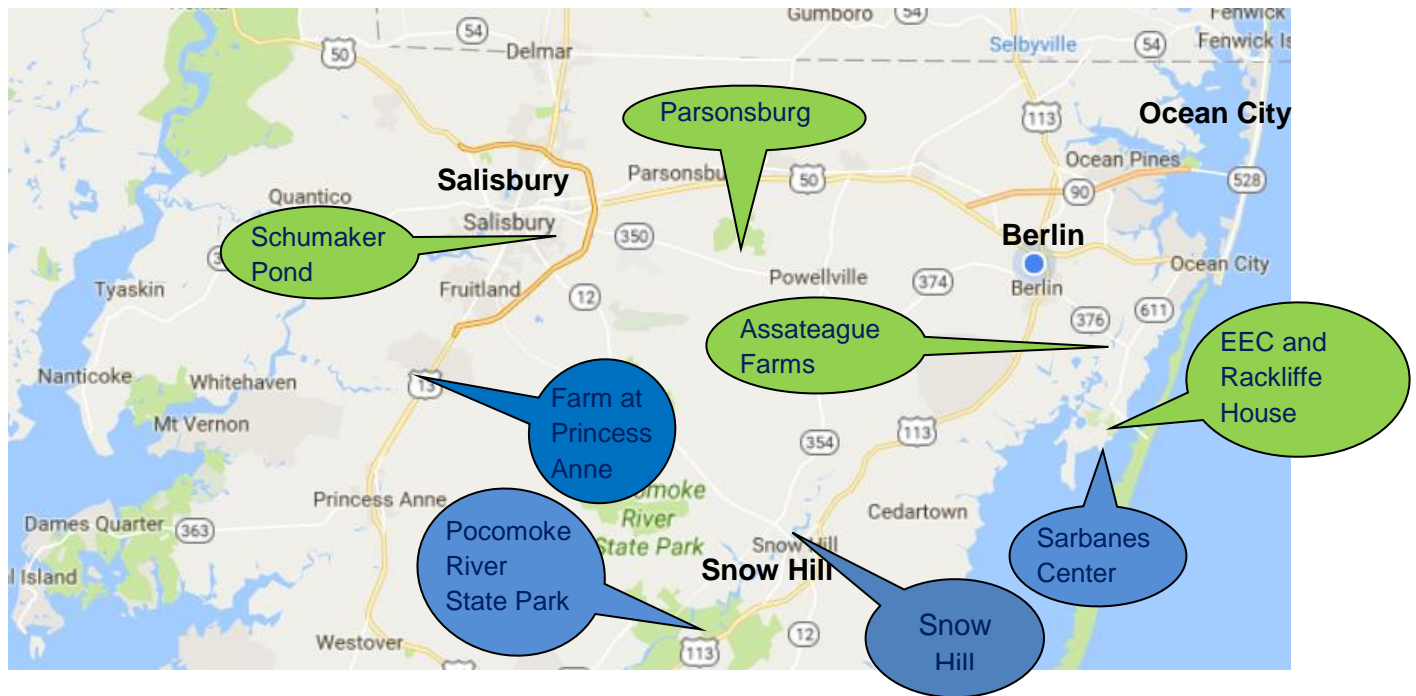 Gumboro
54
Fenwick
54
50
Delmar
Selbyville
54
Fenwick Is
Parsonsburg
113
Ocean City
Ocean Pines
Salisbury
Parsonsbu
50
528
Quantico
90
Salisbury
Schumaker
Pond
350
Berlin
Ocean City
Powellville
374
Tyaskin
Fruitland
12
Berlin
611
Assateague
Farms
376
EEC and
Rackliffe
House
Nanticoke
Whitehaven
13
Farm at
Princess
Anne
Mt Vernon
354
113
Princess Anne
omoke
River
State Park
Cedartown
Dames Quarter
363
Pocomoke
River
State Park
Snow Hill
Snow Hill
Sarbanes
Center
l Island
Westover
113
12
Snow
Hill